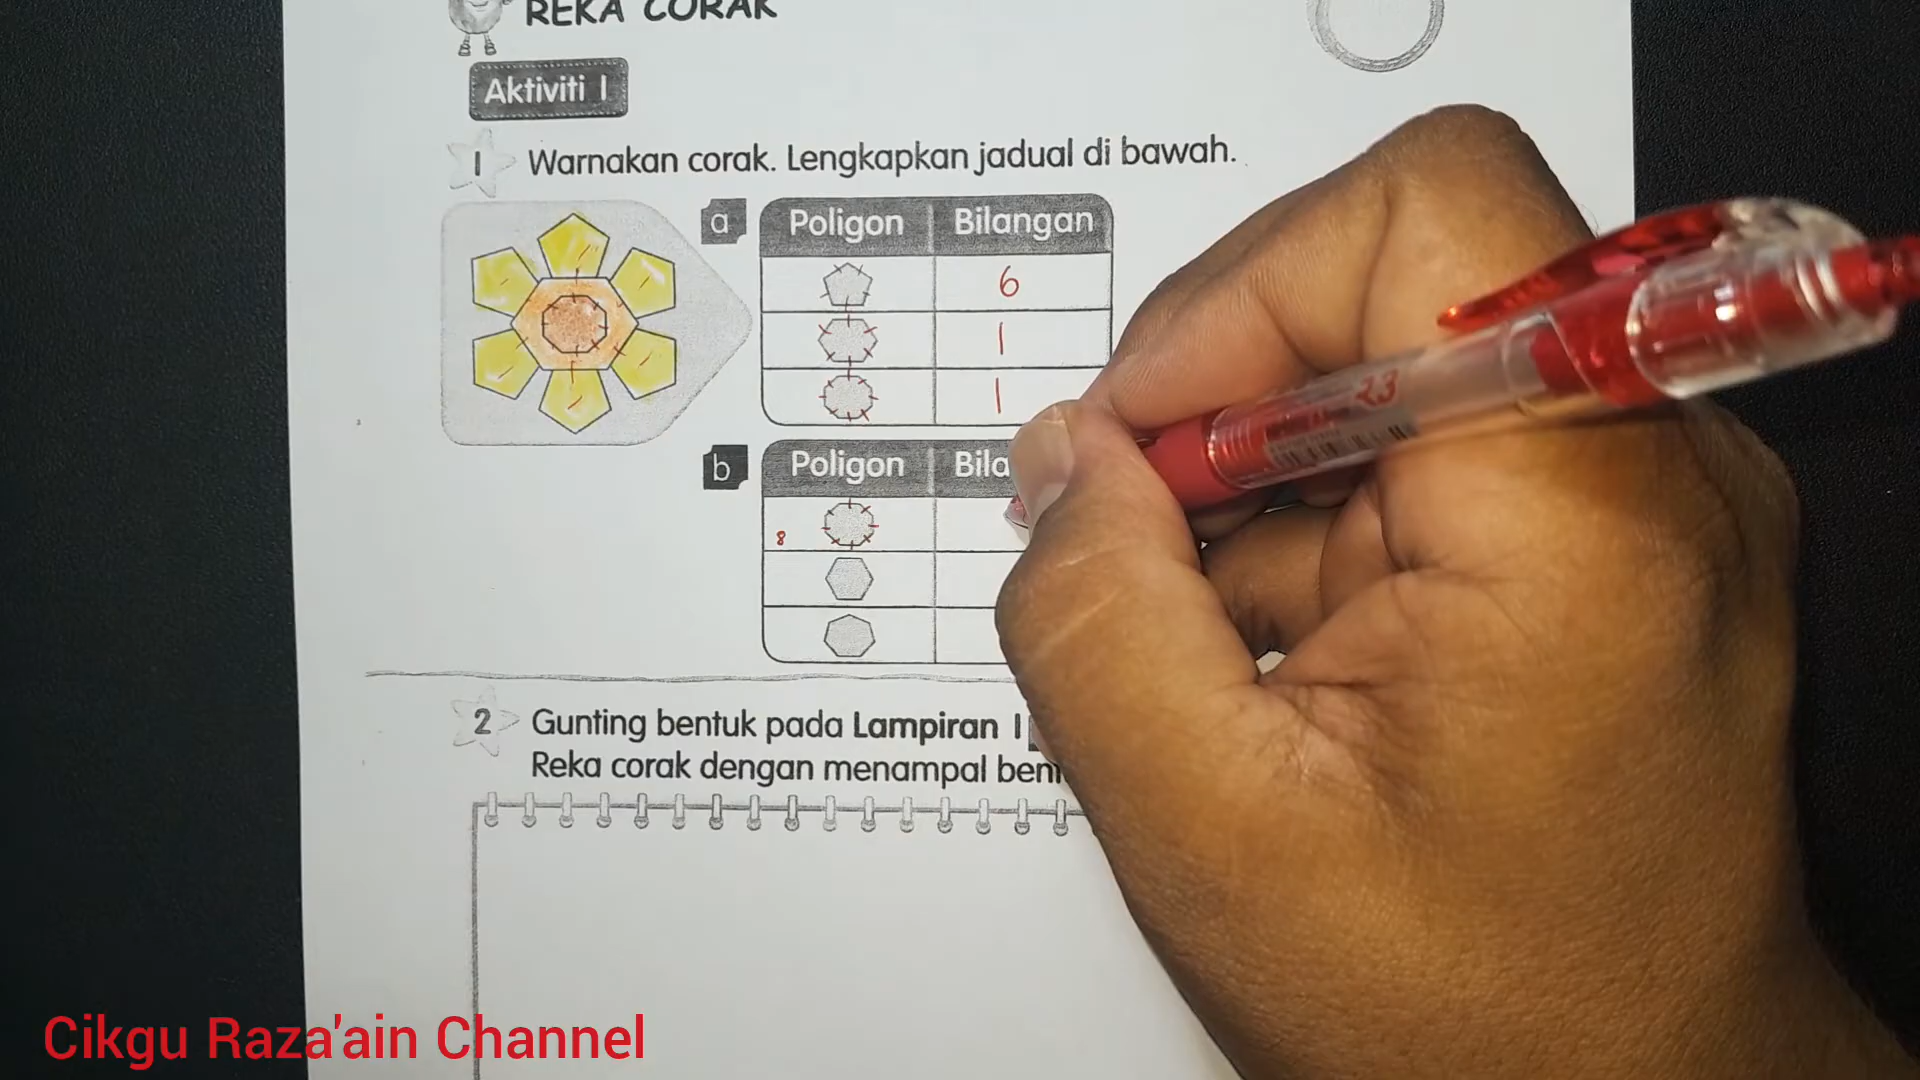 REKA CORAK
Aktiviti 1
1 Warnakan corak. Lengkapkan jadual di bawah.
a Poligon Bilangan
6
1
1
b Poligon Bila
8
2 Gunting bentuk pada Lampiran 1
Reka corak dengan menampal
Cikgu Raza'ain Channel